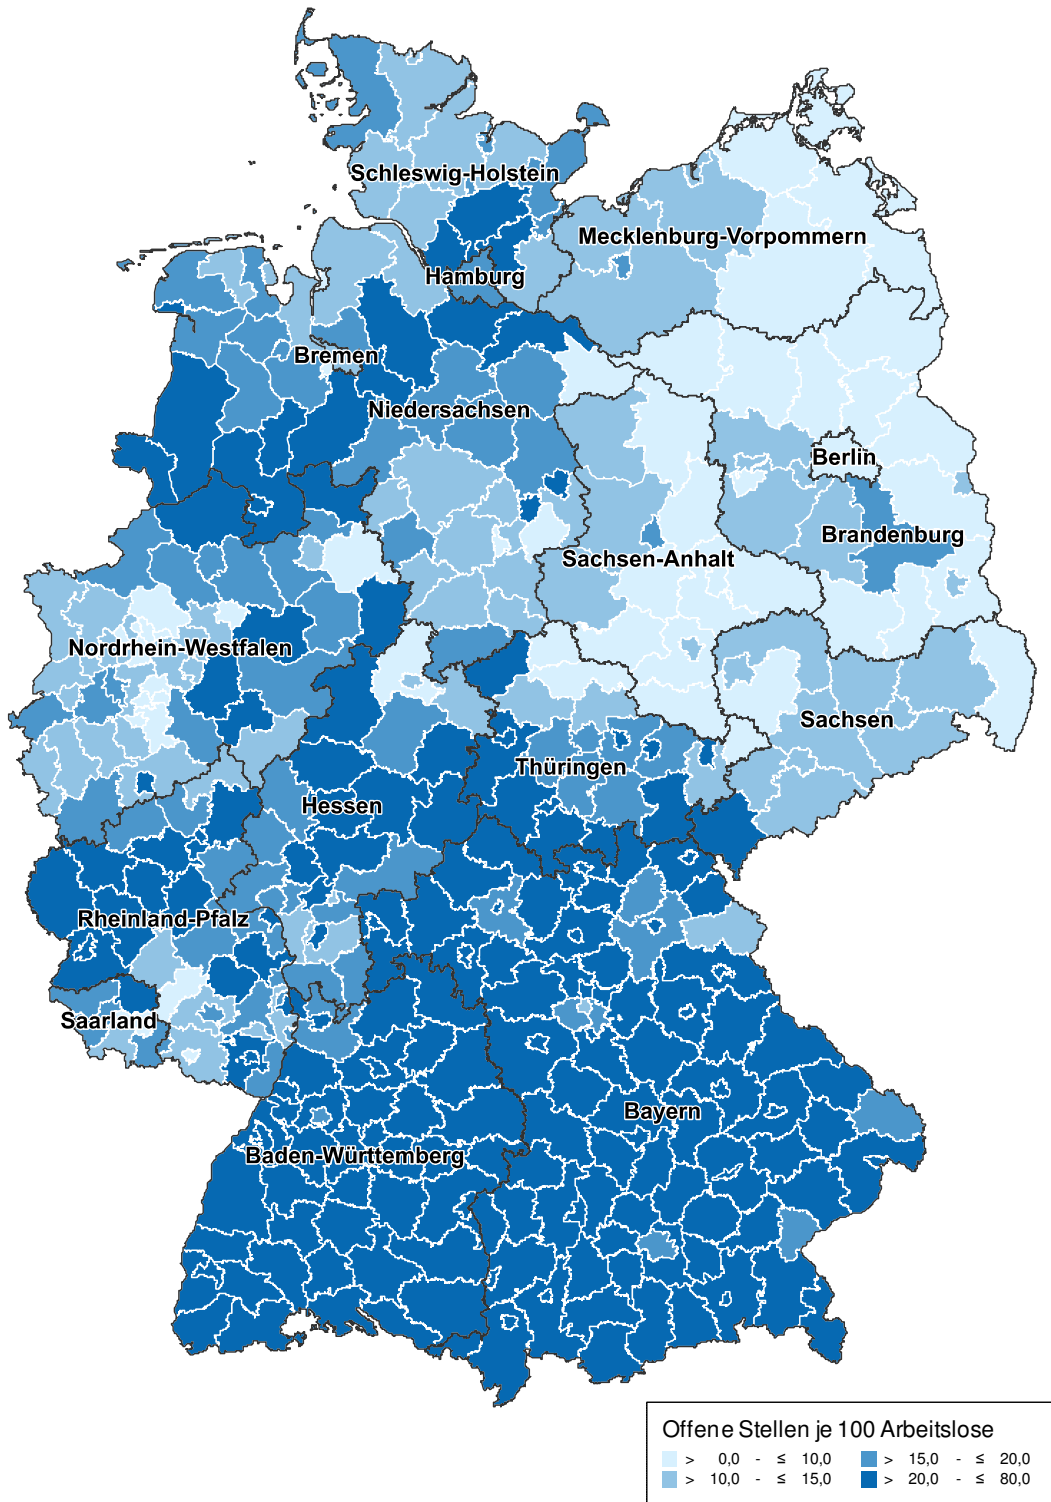 Schleswig-Holstein
Mecklenburg-Vorpommern
Hamburg
Bremen
Niedersachsen
Berlin
Brandenburg
Sachsen-Anhalt
Nordrhein-Westfalen
Sachsen
Thüringen
Hessen
Rheinland-Pfalz
Saarland
Bayern
Baden-Württemberg
Offene Stellen je 100 Arbeitslose
> 0,0 - ≤ 10,0 > 15,0 - ≤ 20,0
> 10,0 - ≤ 15,0 > 20,0 - ≤ 80,0